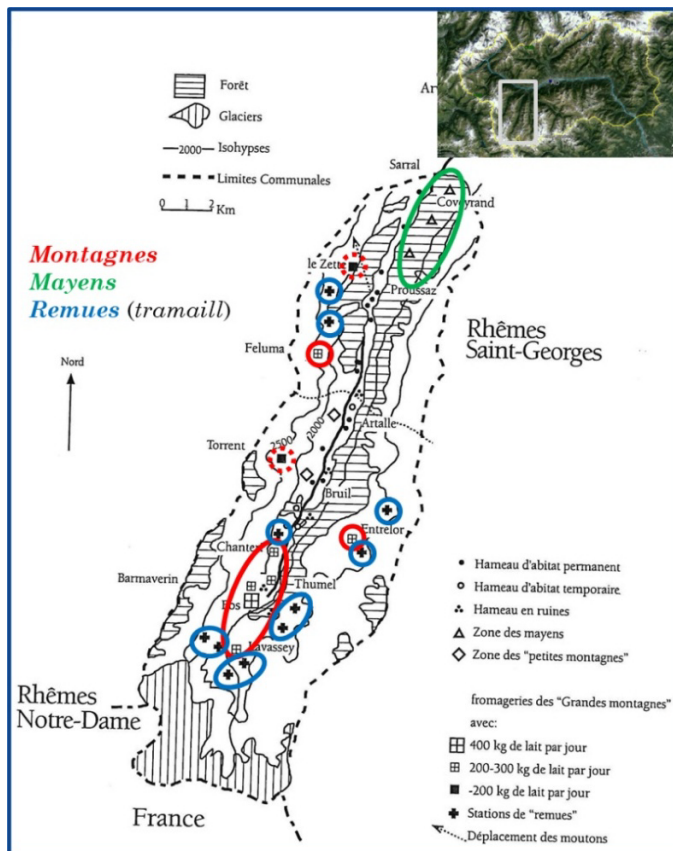 Forêt
Glaciers
2000 Isohypses
Limites Communales
0 1 2
Km
Montagnes
Mayens
Remues (tramaill)
Nord
Sarral
Coveyrand
le Zett
Proussaz
Rhêmes
Saint-Georges
Feluma
Artalle
2000
2500
Torrent
Bruil
Entrelor
Chanten
Barmaverin
Thumel
Fos
Lavassey
Rhêmes
Notre-Dame
France
Hameau d'abitat permanent
Hameau d'abitat temporaire
Hameau en ruines
Zone des mayens
Zone des "petites montagnes"
fromageries des "Grandes montagnes"
avec:
400 kg de lait par jour
200-300 kg de lait par jour
-200 kg de lait par jour
Stations de "remues"
Déplacement des moutons